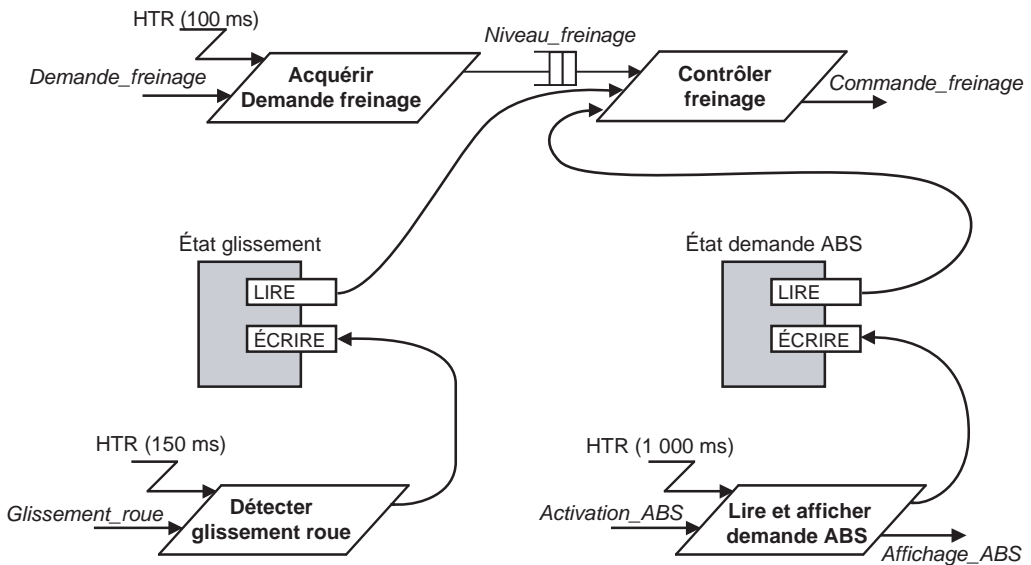 HTR (100 ms)
Niveau_freinage
Demande_freinage
Acquérir
Demande freinage
Contrôler
freinage
Commande_freinage
État glissement
LIRE
ÉCRIRE
État demande ABS
LIRE
ÉCRIRE
HTR (150 ms)
Glissement_roue
Détecter
glissement roue
HTR (1 000 ms)
Activation_ABS
Lire et afficher
demande ABS
Affichage_ABS